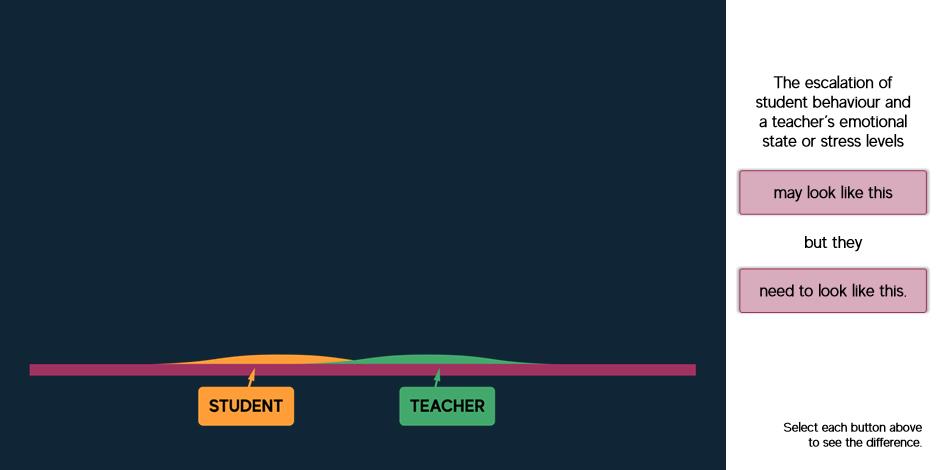 The escalation of
student behaviour and
a teacher's emotional
state or stress levels
may look like this
but they
need to look like this.
STUDENT
TEACHER
Select each button above
to see the difference.